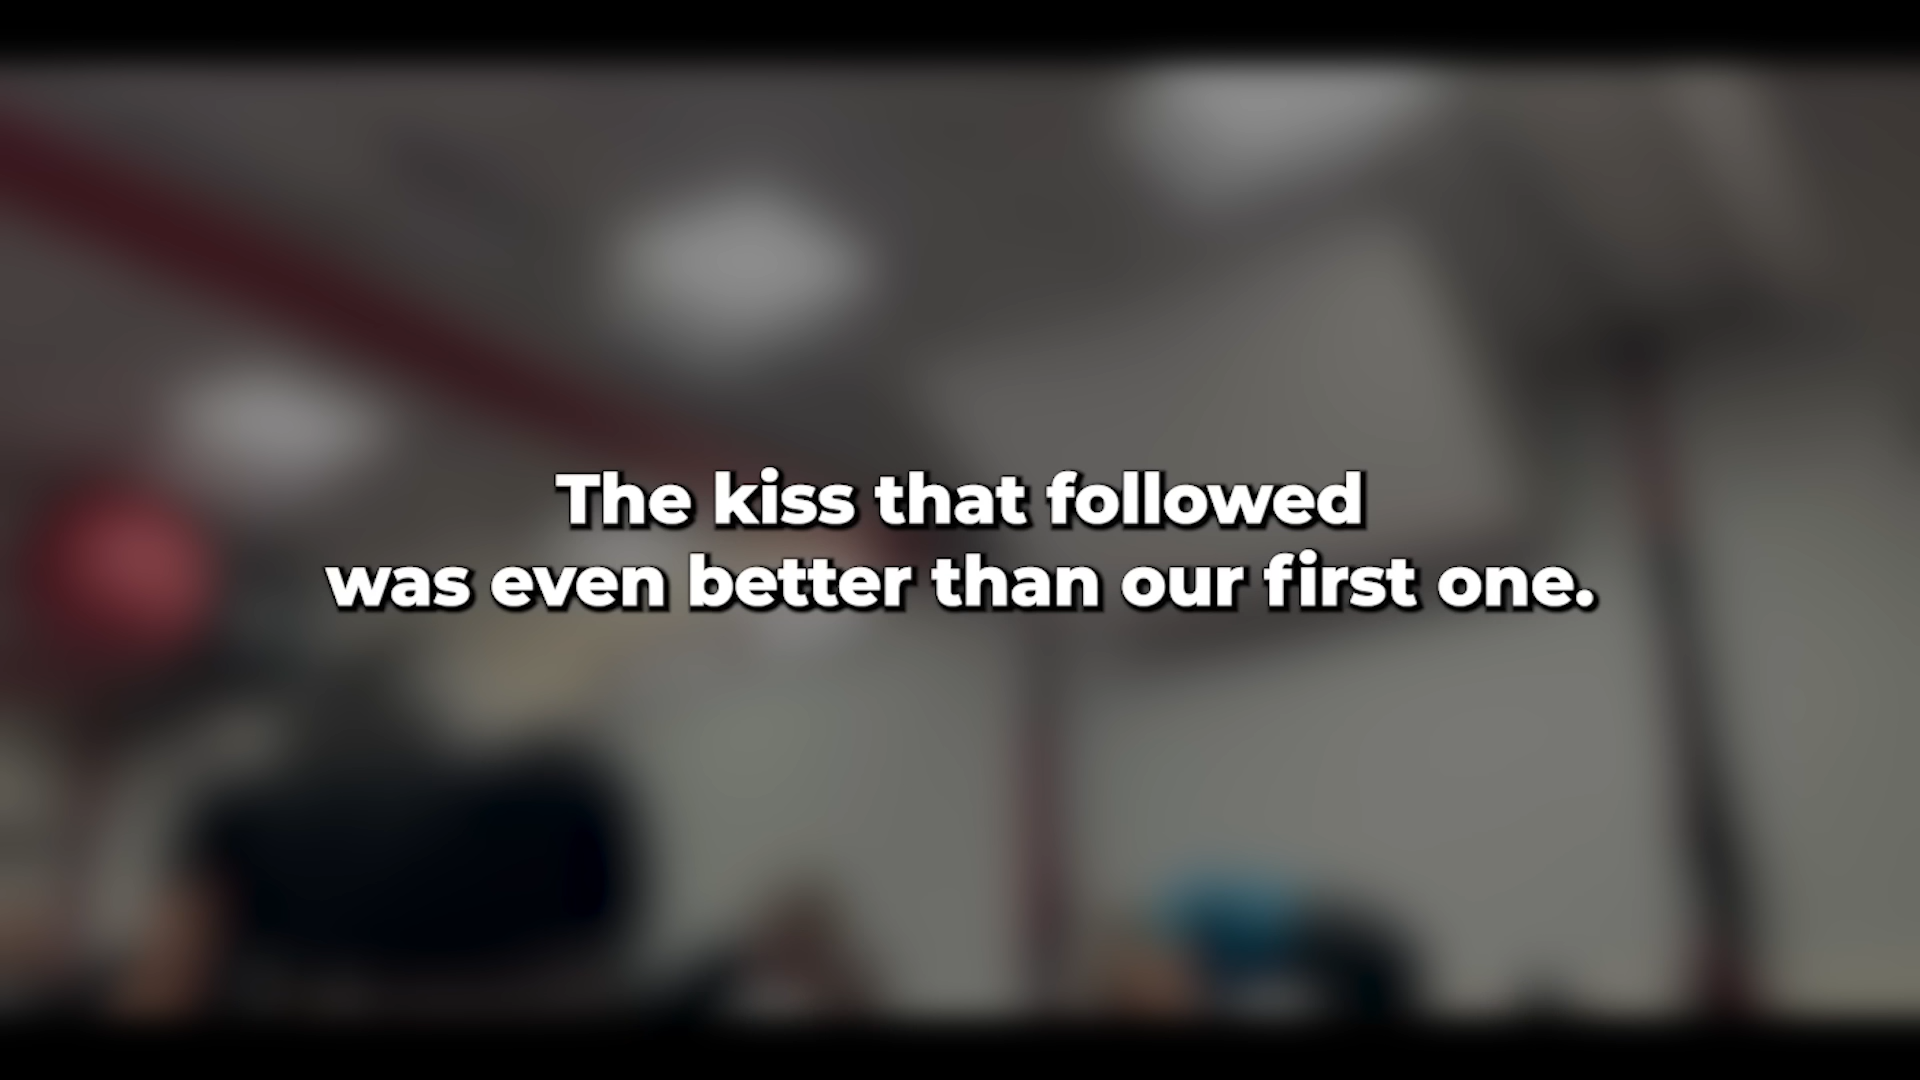 The kiss that followed
was even better than our first one.